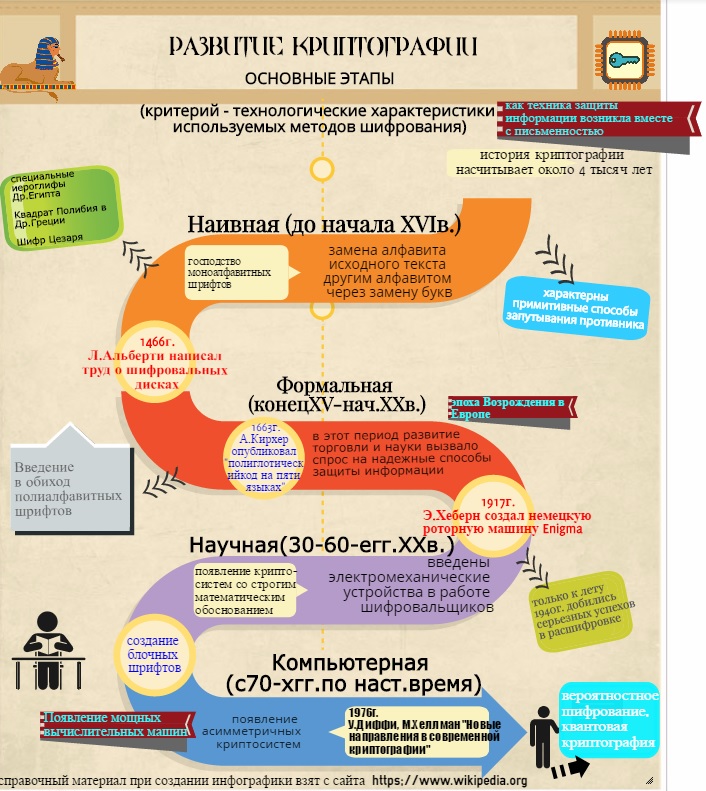 РАЗВИТИЕ КРИПТОГРАФИИ
ОСНОВНЫЕ ЭТАПЫ
(критерий - технологические характеристики
используемых методов шифрования)
как техника защиты
информации возникла вместе
с письменностью
история криптографии
насчитывает около 4 тысяч лет
специальные
иероглифы
Др.Египта
Квадрат Полибия в
Др.Греции
Шифр Цезаря
Наивная (до начала XVIв.)
господство
моноалфавитных
шрифтов
замена алфавита
исходного текста
другим алфавитом
через замену букв
характерны
примитивные способы
запутывания противника
1466г.
Л.Альберти написал
труд о шифровальных
дисках
Формальная
(конецXV-нач.XXв.)
эпоха Возрождения в
Европе
1663г.
А.Кирхер
опубликовал
"полиглотическ
ийкод на пяти
языках"
в этот период развитие
торговли и науки вызвало
спрос на надежные способы
защиты информации
Введение
в обиход
полиалфавитных
шрифтов
1917г.
Э.Хеберн создал немецкую
роторную машину Enigma
Научная(30-60-егг.XXв.)
появление крипто-
систем со строгим
математическим
обоснованием
введены
электромеханические
устройства в работе
шифровальщиков
только к лету
1940г. добились
серьезных успехов
в расшифровке
создание
блочных
шрифтов
Компьютерная
(с70-хгг.по наст.время)
Появление мощных
вычислительных машин
появление
асимметричных
криптосистем
1976г.
У.Диффи, М.Хеллман "Новые
направления в современной
криптографии"
вероятностное
шифрование,
квантовая
криптография
справочный материал при создании инфографики взят с сайта https://www.wikipedia.org